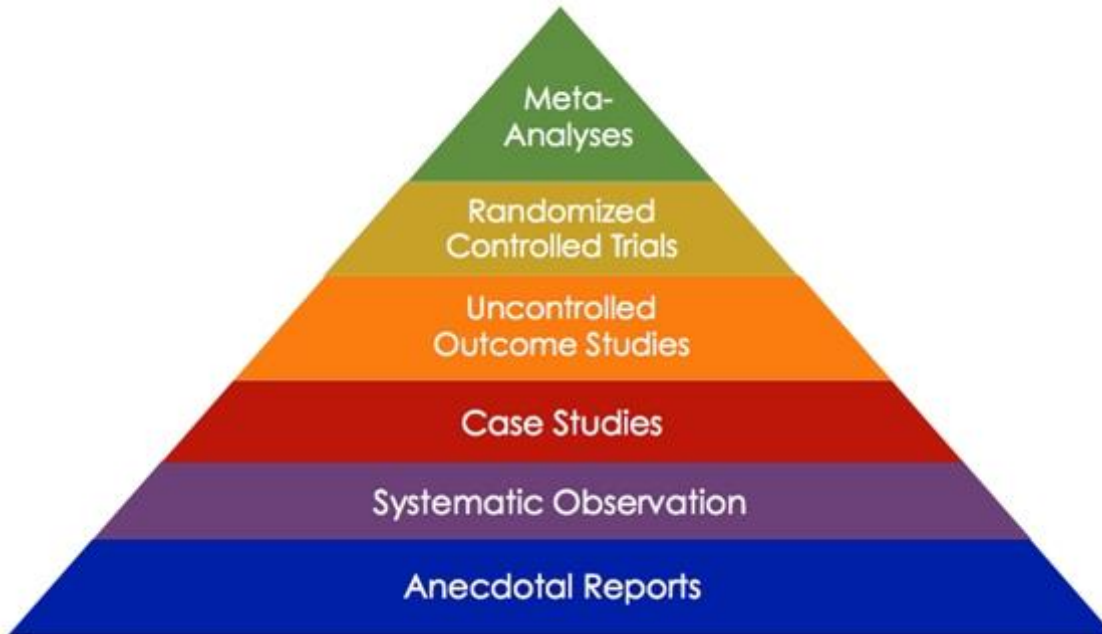 Meta-
Analyses
Randomized
Controlled Trials
Uncontrolled
Outcome Studies
Case Studies
Systematic Observation
Anecdotal Reports